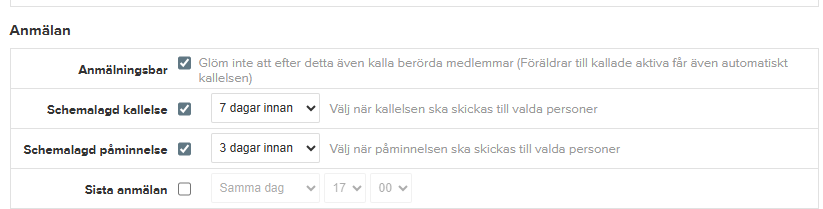 Anmälan
Anmälningsbar Glöm inte att efter detta även kalla berörda medlemmar (Föräldrar till kallade aktiva får även automatiskt
kallelsen)
Schemalagd kallelse 7 dagar innan Välj när kallelsen ska skickas till valda personer
Schemalagd påminnelse 3 dagar innan Välj när påminnelsen ska skickas till valda personer
Sista anmälan Samma dag 17 00